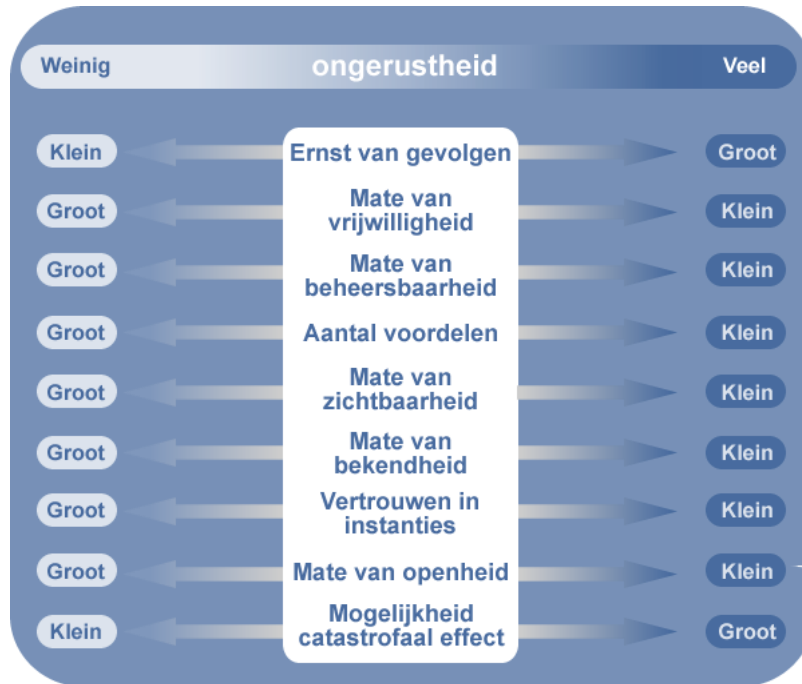 Weinig ongerustheid Veel
Klein Ernst van gevolgen Groot
Groot Mate van vrijwilligheid Klein
Groot Mate van beheersbaarheid Klein
Groot Aantal voordelen Klein
Groot Mate van zichtbaarheid Klein
Groot Mate van bekendheid Klein
Groot Vertrouwen in instanties Klein
Groot Mate van openheid Klein
Klein Mogelijkheid catastrofaal effect Groot